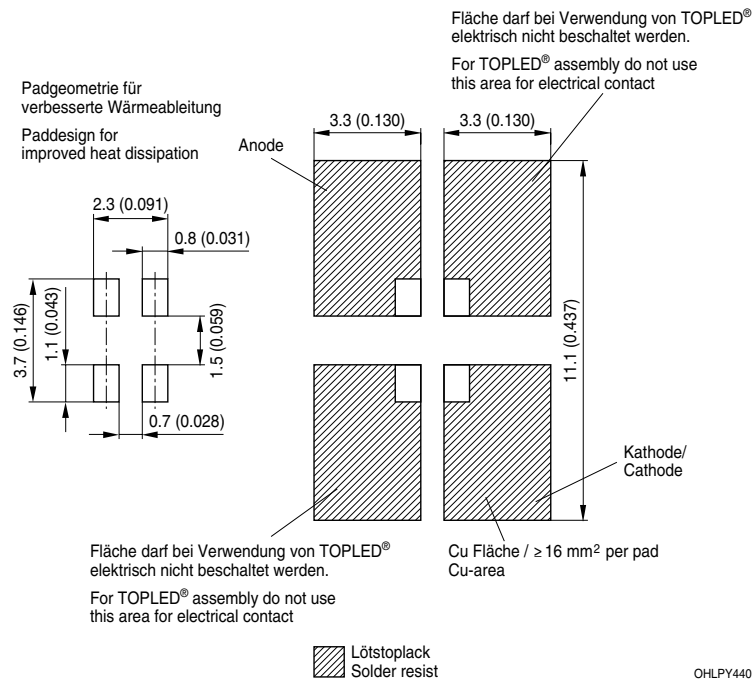 Fläche darf bei Verwendung von TOPLED®
elektrisch nicht beschaltet werden.
For TOPLED® assembly do not use
this area for electrical contact
Padgeometrie für
verbesserte Wärmeableitung
Paddesign for
improved heat dissipation
Anode
3.3 (0.130)
3.3 (0.130)
2.3 (0.091)
0.8 (0.031)
3.7 (0.146)
1.1 (0.043)
1.5 (0.059)
11.1 (0.437)
0.7 (0.028)
Kathode/
Cathode
Fläche darf bei Verwendung von TOPLED®
elektrisch nicht beschaltet werden.
For TOPLED® assembly do not use
this area for electrical contact
Cu Fläche / ≥ 16 mm² per pad
Cu-area
Lötstoplack
Solder resist
OHLPY440